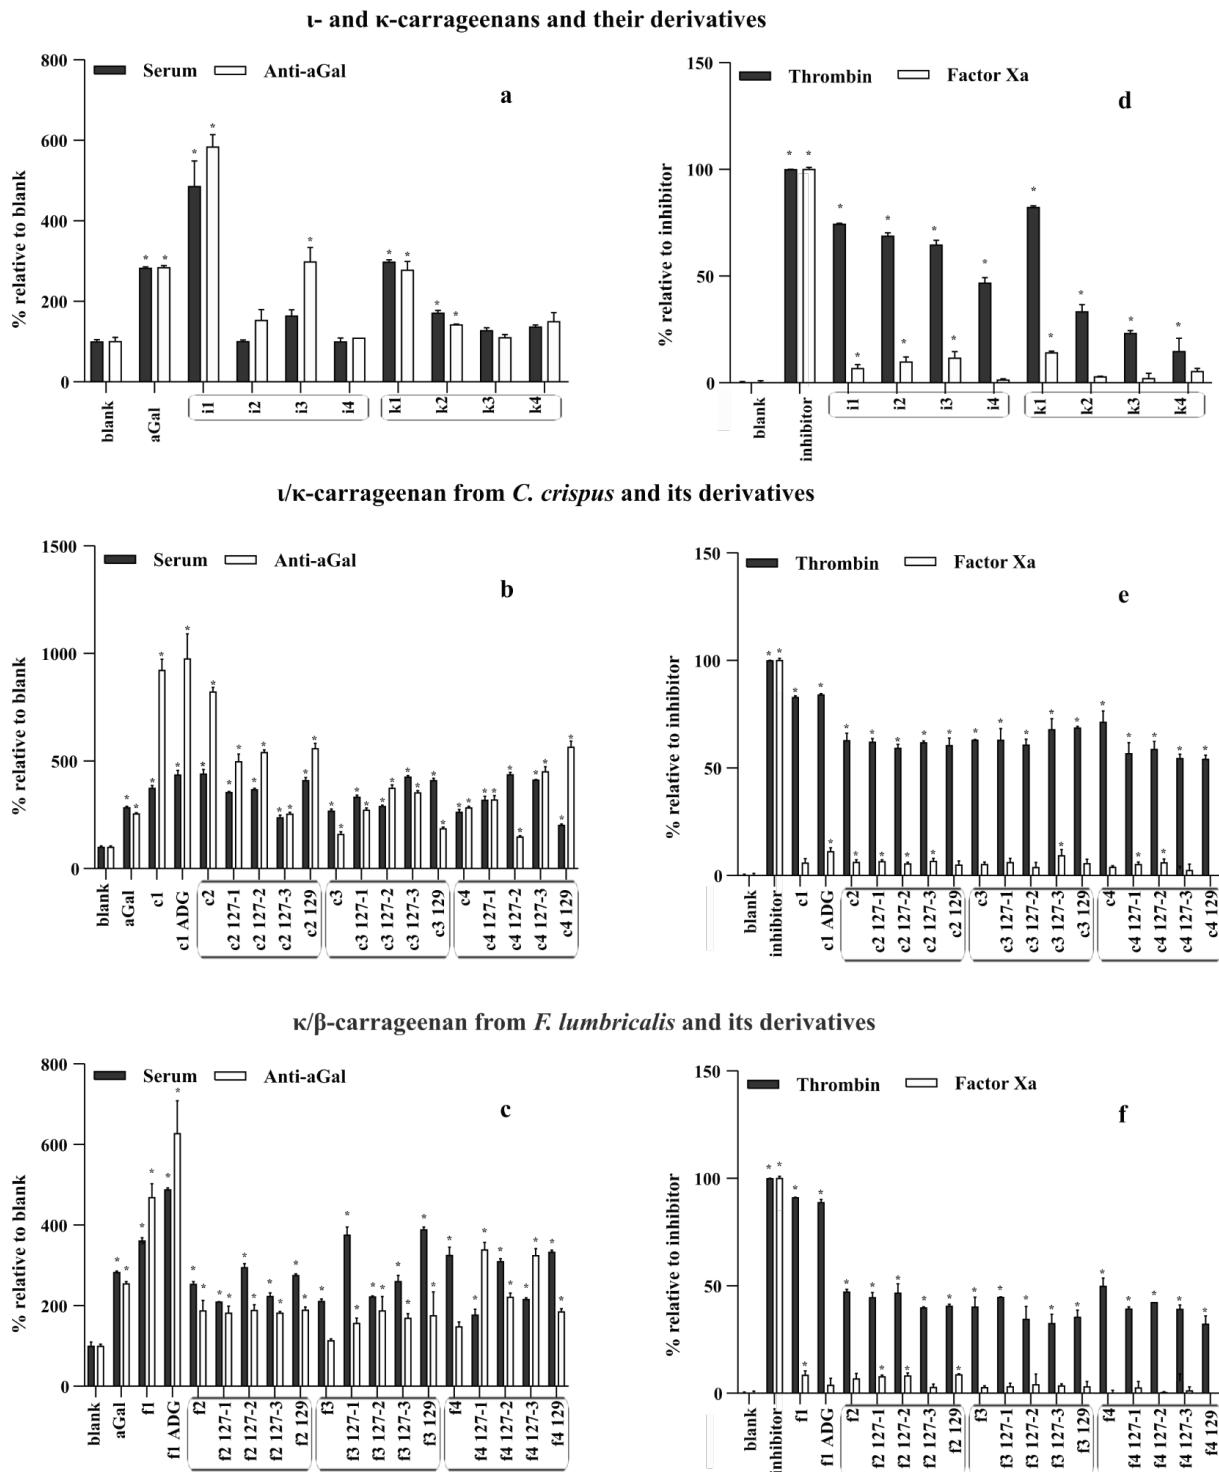 ι- and κ-carrageenans and their derivatives
800
600
400
200
0
% relative to blank
Serum
Anti-aGal
a
* * * * * * * * *
blank
aGal
i1
i2
i3
i4
k1
k2
k3
k4
150
100
50
0
% relative to inhibitor
Thrombin
Factor Xa
d
* * * * * * * * * * * * * *
blank
inhibitor
i1
i2
i3
i4
k1
k2
k3
k4
ι/κ-carrageenan from C. crispus and its derivatives
1500
1000
500
0
% relative to blank
Serum
Anti-aGal
b
blank
aGal
c1
c1 ADG
c2
c2 127-1
c2 127-2
c2 127-3
c2 129
c3
c3 127-1
c3 127-2
c3 127-3
c3 129
c4
c4 127-1
c4 127-2
c4 127-3
c4 129
150
100
50
0
% relative to inhibitor
Thrombin
Factor Xa
e
blank
inhibitor
c1
c1 ADG
c2
c2 127-1
c2 127-2
c2 127-3
c2 129
c3
c3 127-1
c3 127-2
c3 127-3
c3 129
c4
c4 127-1
c4 127-2
c4 127-3
c4 129
κ/β-carrageenan from F. lumbricalis and its derivatives
800
600
400
200
0
% relative to blank
Serum
Anti-aGal
c
blank
aGal
f1
f1 ADG
f2
f2 127-1
f2 127-2
f2 127-3
f2 129
f3
f3 127-1
f3 127-2
f3 127-3
f3 129
f4
f4 127-1
f4 127-2
f4 127-3
f4 129
150
100
50
0
% relative to inhibitor
Thrombin
Factor Xa
f
blank
inhibitor
f1
f1 ADG
f2
f2 127-1
f2 127-2
f2 127-3
f2 129
f3
f3 127-1
f3 127-2
f3 127-3
f3 129
f4
f4 127-1
f4 127-2
f4 127-3
f4 129